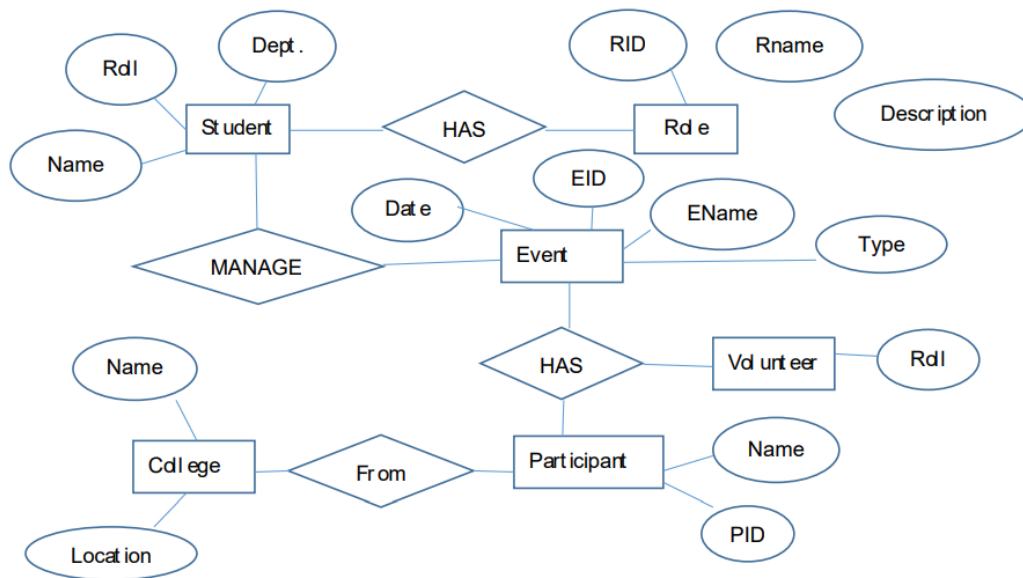 Dept.
RID
Rname
Roll
Description
Student
HAS
Role
Name
EID
Date
EName
Type
Event
MANAGE
Name
HAS
Volunteer
Roll
College
From
Participant
Name
PID
Location